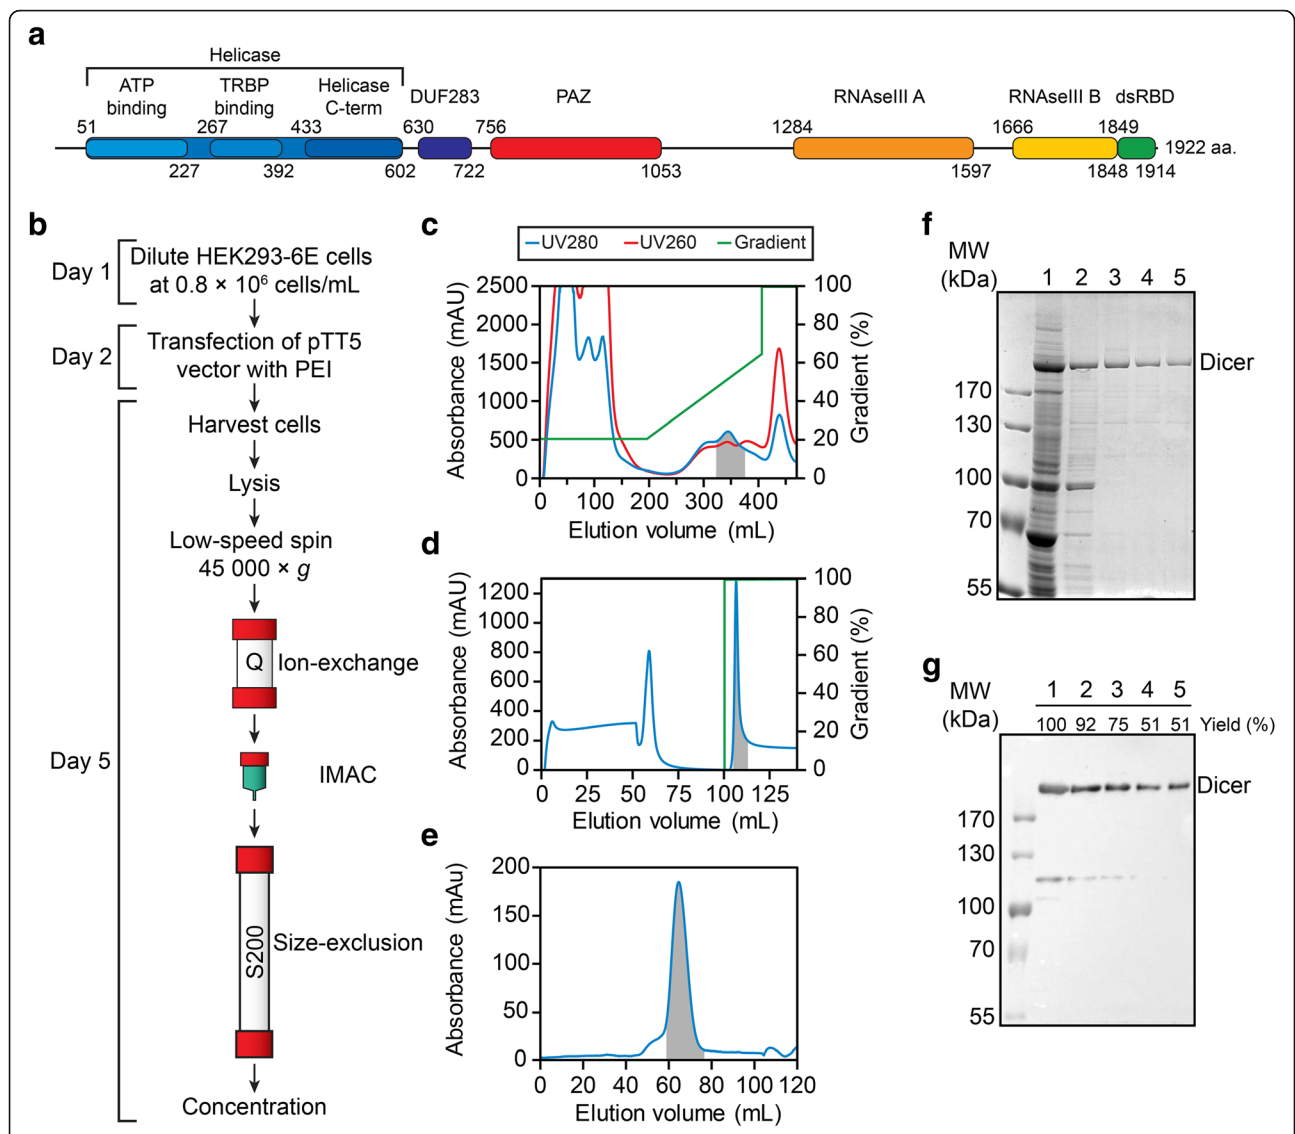 a
Helicase
ATP binding
TRBP binding
Helicase C-term
DUF283
PAZ
RNAseIII A
RNAseIII B
dsRBD
51 267 433 630 756 1284 1666 1849
227 392 602 722 1053 1597 1848 1914
1922 aa.
b
Day 1
Dilute HEK293-6E cells
at 0.8 × 10⁶ cells/mL
Day 2
Transfection of pTT5
vector with PEI
Day 5
Harvest cells
Lysis
Low-speed spin
45 000 × g
Q
Ion-exchange
IMAC
S200
Size-exclusion
Concentration
c
UV280 UV260 Gradient
Absorbance (mAU)
2500
2000
1500
1000
500
0
100
80
60
40
20
0
Gradient (%)
0 100 200 300 400
Elution volume (mL)
d
Absorbance (mAU)
1200
1000
800
600
400
200
0
100
80
60
40
20
0
Gradient (%)
0 25 50 75 100 125
Elution volume (mL)
e
Absorbance (mAu)
200
150
100
50
0
0 20 40 60 80 100 120
Elution volume (mL)
f
MW
(kDa)
1 2 3 4 5
Dicer
170
130
100
70
55
g
MW
(kDa)
1 2 3 4 5
100 92 75 51 51 Yield (%)
Dicer
170
130
100
70
55